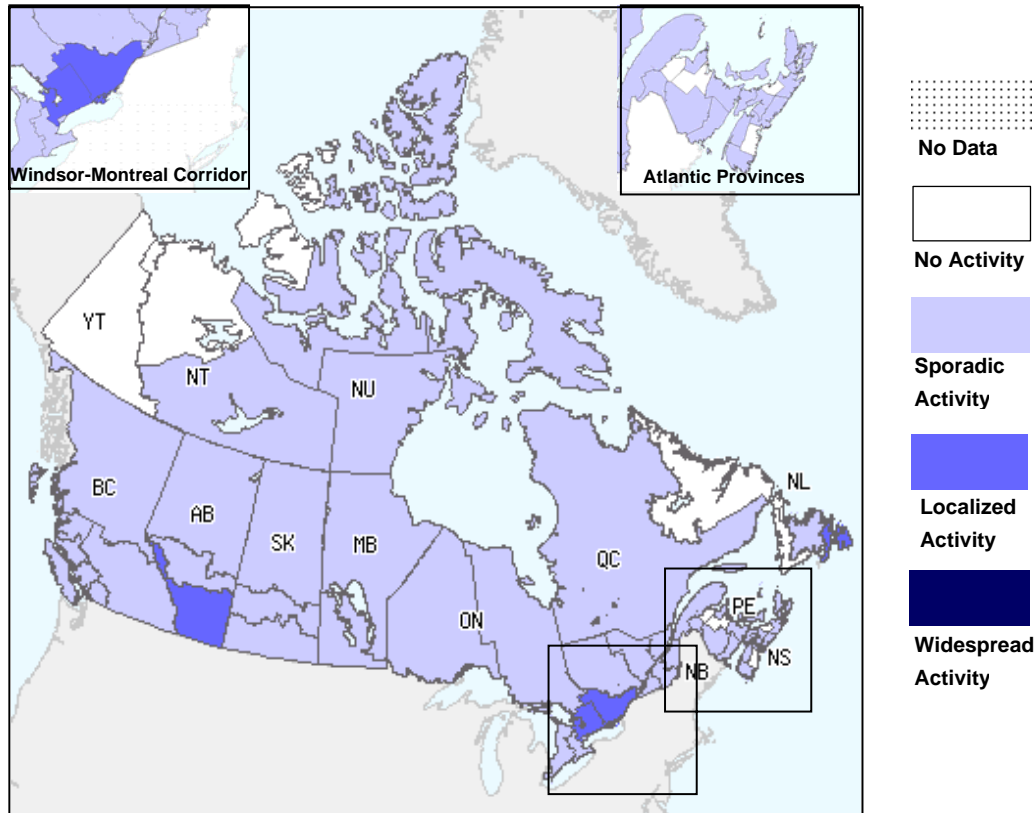 Windsor-Montreal Corridor
Atlantic Provinces
YT
NT
NU
BC
AB
SK
MB
ON
QC
NL
PE
NB
NS
No Data
No Activity
Sporadic
Activity
Localized
Activity
Widespread
Activity